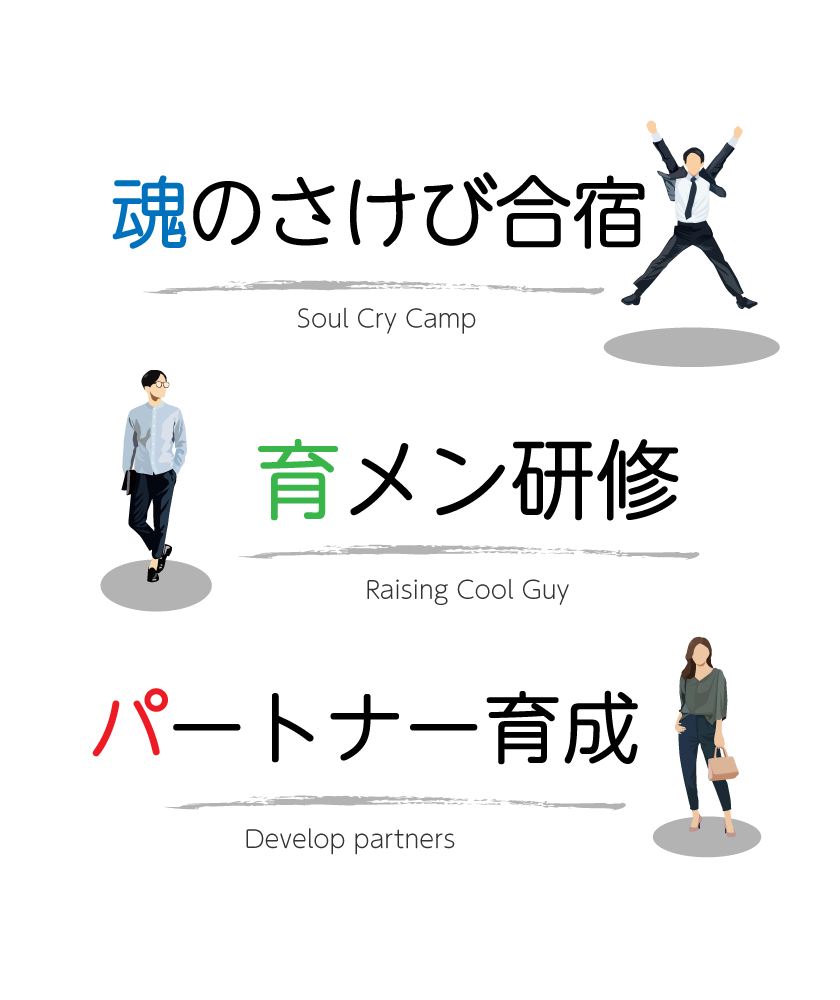 魂のさけび合宿
Soul Cry Camp
育メン研修
Raising Cool Guy
パートナー育成
Develop partners